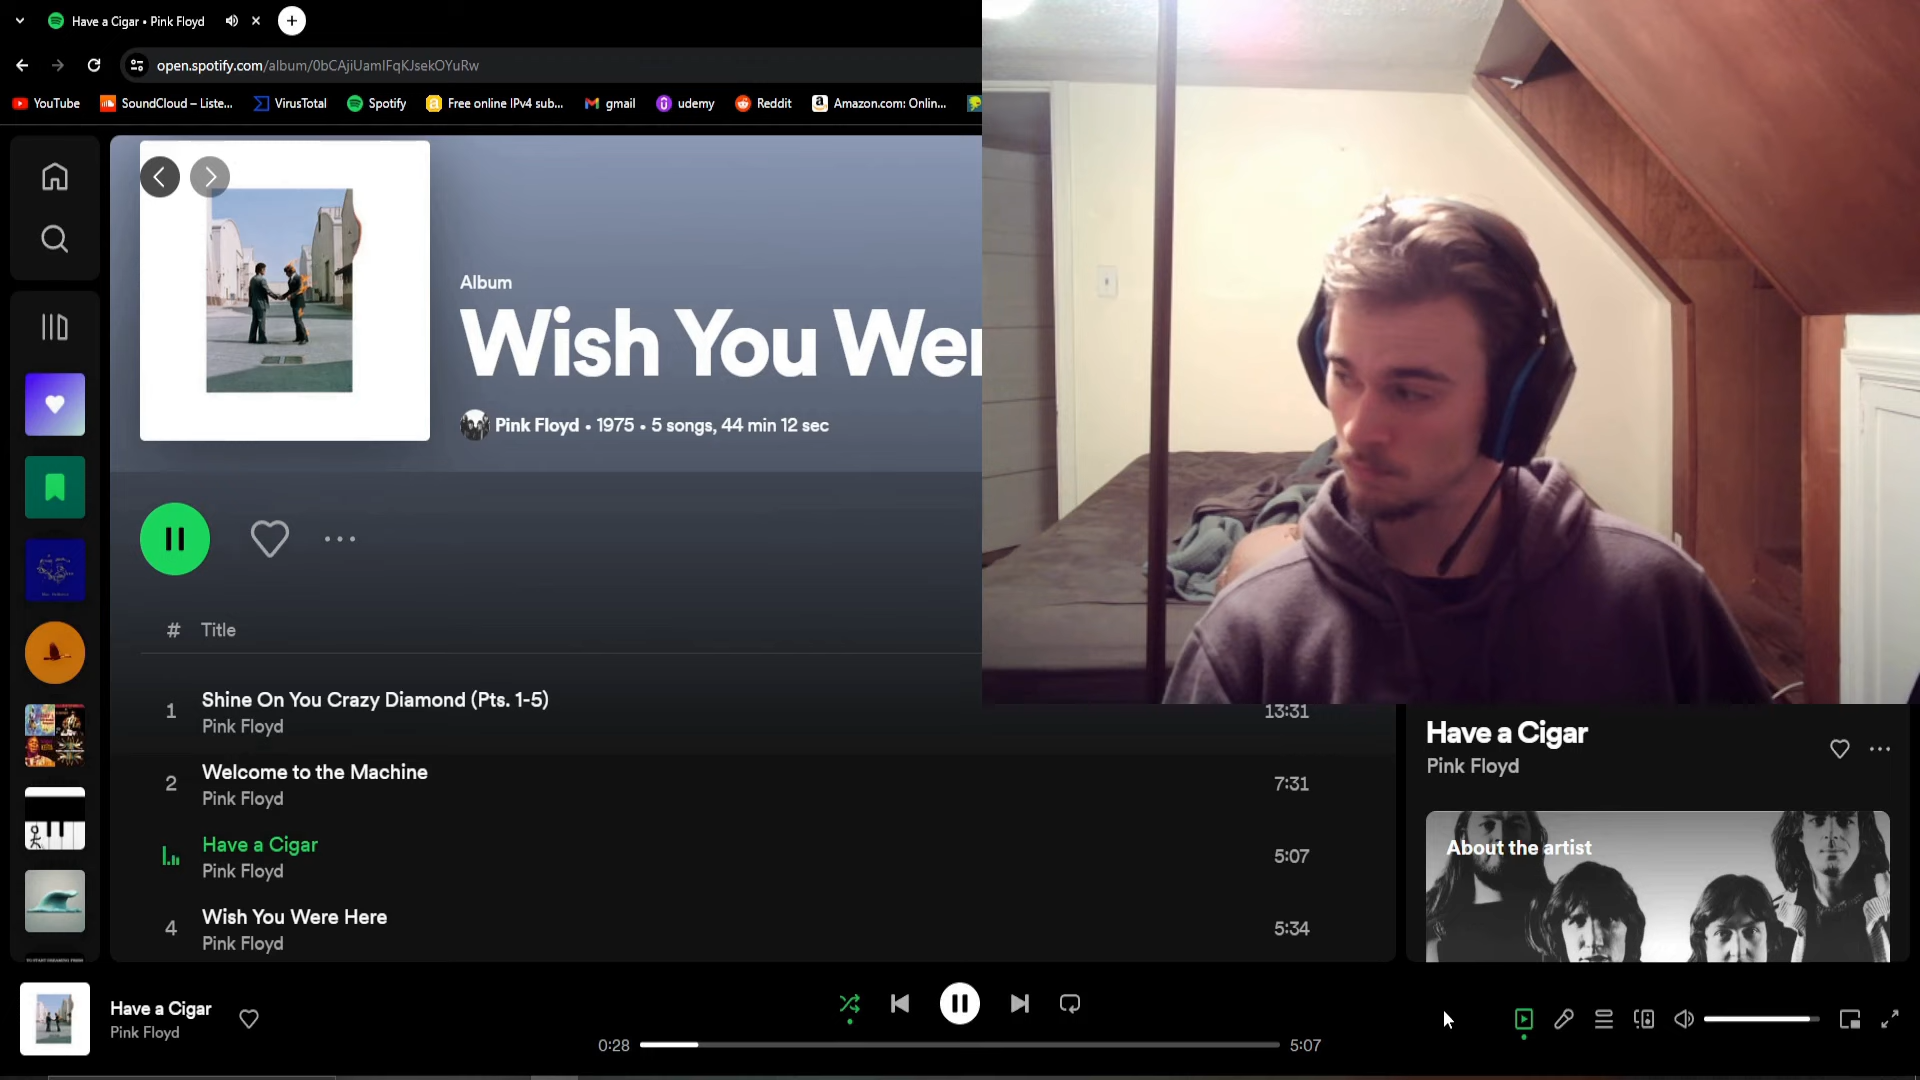 Have a Cigar • Pink Floyd
open.spotify.com/album/0bCAjiUamIFqKJsekOYuRw
YouTube SoundCloud – Liste... VirusTotal Spotify Free online IPv4 sub... gmail udemy Reddit Amazon.com: Onlin...
Album
Wish You Wer
Pink Floyd • 1975 • 5 songs, 44 min 12 sec
# Title
1 Shine On You Crazy Diamond (Pts. 1-5) 13:31
Pink Floyd
2 Welcome to the Machine 7:31
Pink Floyd
Have a Cigar 5:07
Pink Floyd
4 Wish You Were Here 5:34
Pink Floyd
Have a Cigar
Pink Floyd
About the artist
Have a Cigar
Pink Floyd
0:28 5:07